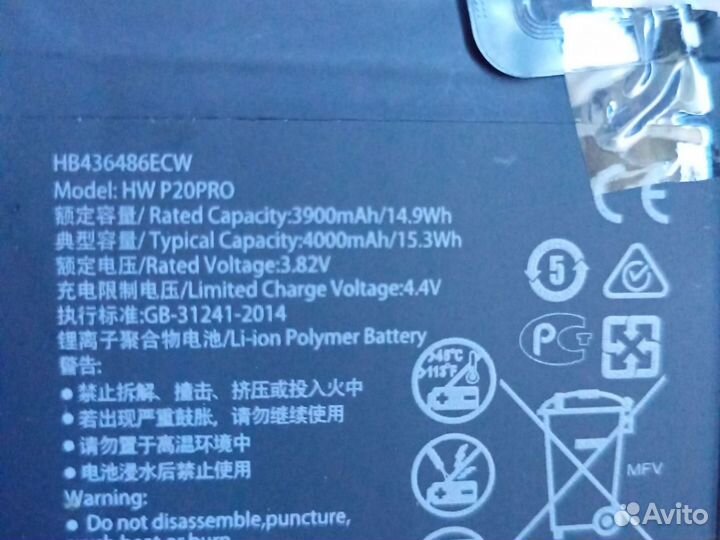 HB436486ECW
Model: HW P20PRO
额定容量/ Rated Capacity:3900mAh/14.9Wh
典型容量/ Typical Capacity:4000mAh/15.3Wh
额定电压/Rated Voltage:3.82V
充电限制电压/Limited Charge Voltage:4.4V
执行标准:GB-31241-2014
锂离子聚合物电池/Li-ion Polymer Battery
警告:
• 禁止拆解、撞击、挤压或投入火中
• 若出现严重鼓胀，请勿继续使用
• 请勿置于高温环境中
• 电池浸水后禁止使用
Warning:
• Do not disassemble,puncture,
CE
5
PCT
>45°C
113°F
MFV
Avito